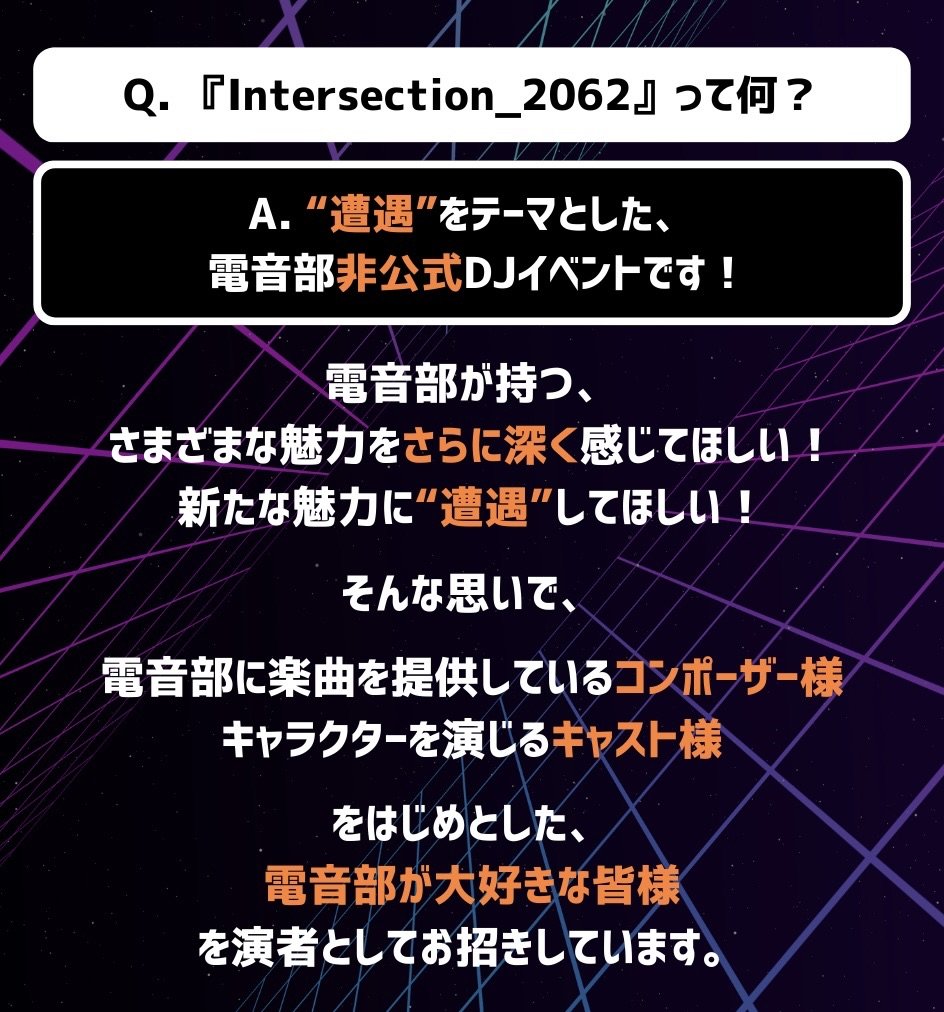 Q. 『Intersection_2062』って何？
A. “遭遇”をテーマとした、
電音部非公式DJイベントです！
電音部が持つ、
さまざまな魅力をさらに深く感じてほしい！
新たな魅力に“遭遇”してほしい！
そんな思いで、
電音部に楽曲を提供しているコンポーザー様
キャラクターを演じるキャスト様
をはじめとした、
電音部が大好きな皆様
を演者としてお招きしています。